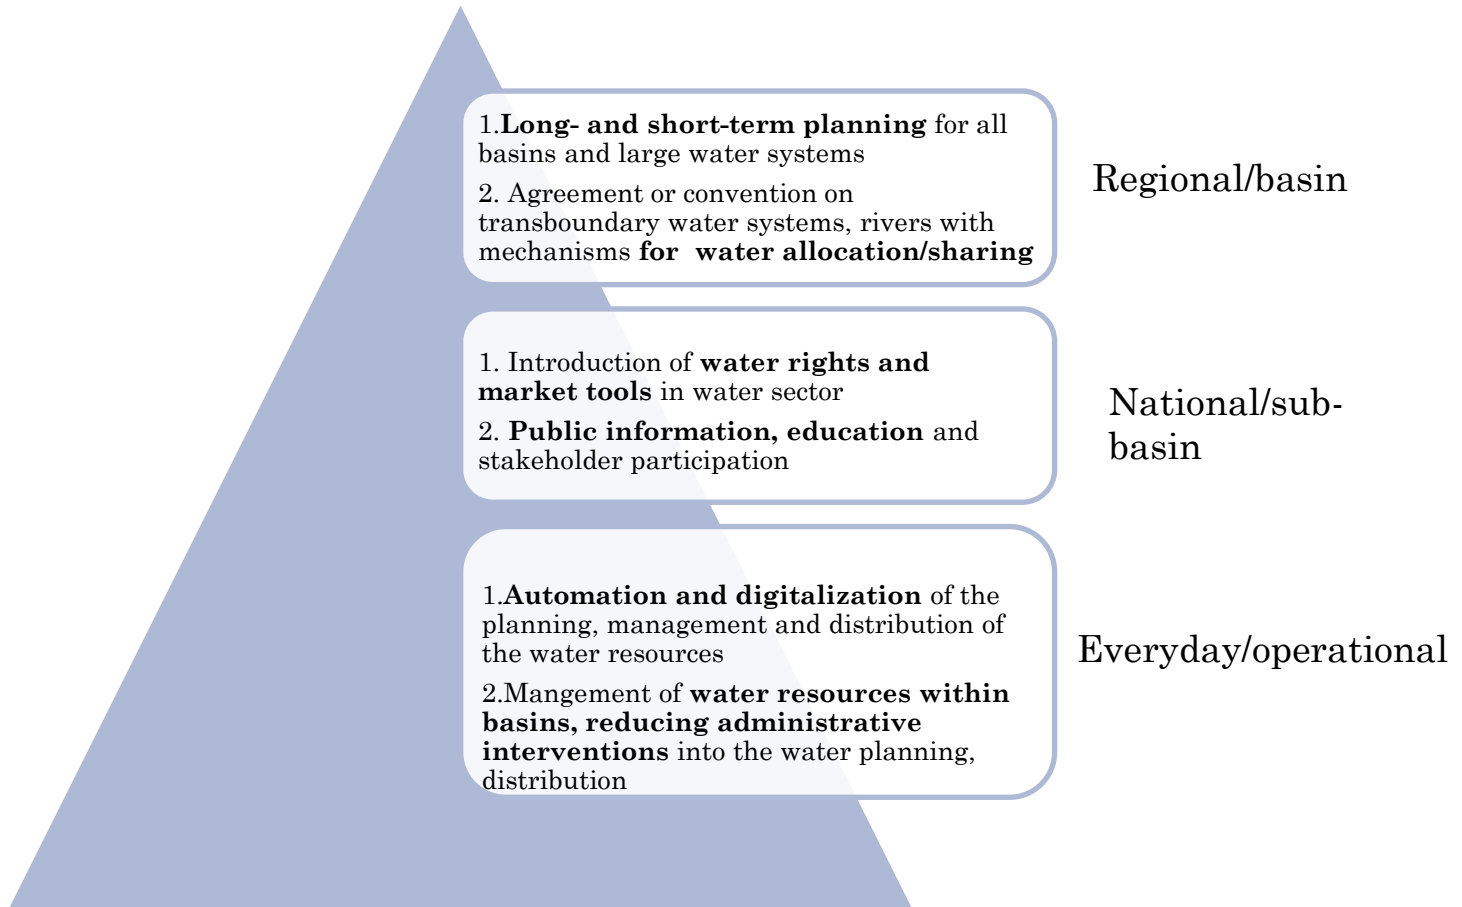 1.Long- and short-term planning for all
basins and large water systems
2. Agreement or convention on
transboundary water systems, rivers with
mechanisms for  water allocation/sharing
Regional/basin
1. Introduction of water rights and
market tools in water sector
2. Public information, education and
stakeholder participation
National/sub-
basin
1.Automation and digitalization of the
planning, management and distribution of
the water resources
2.Mangement of water resources within
basins, reducing administrative
interventions into the water planning,
distribution
Everyday/operational